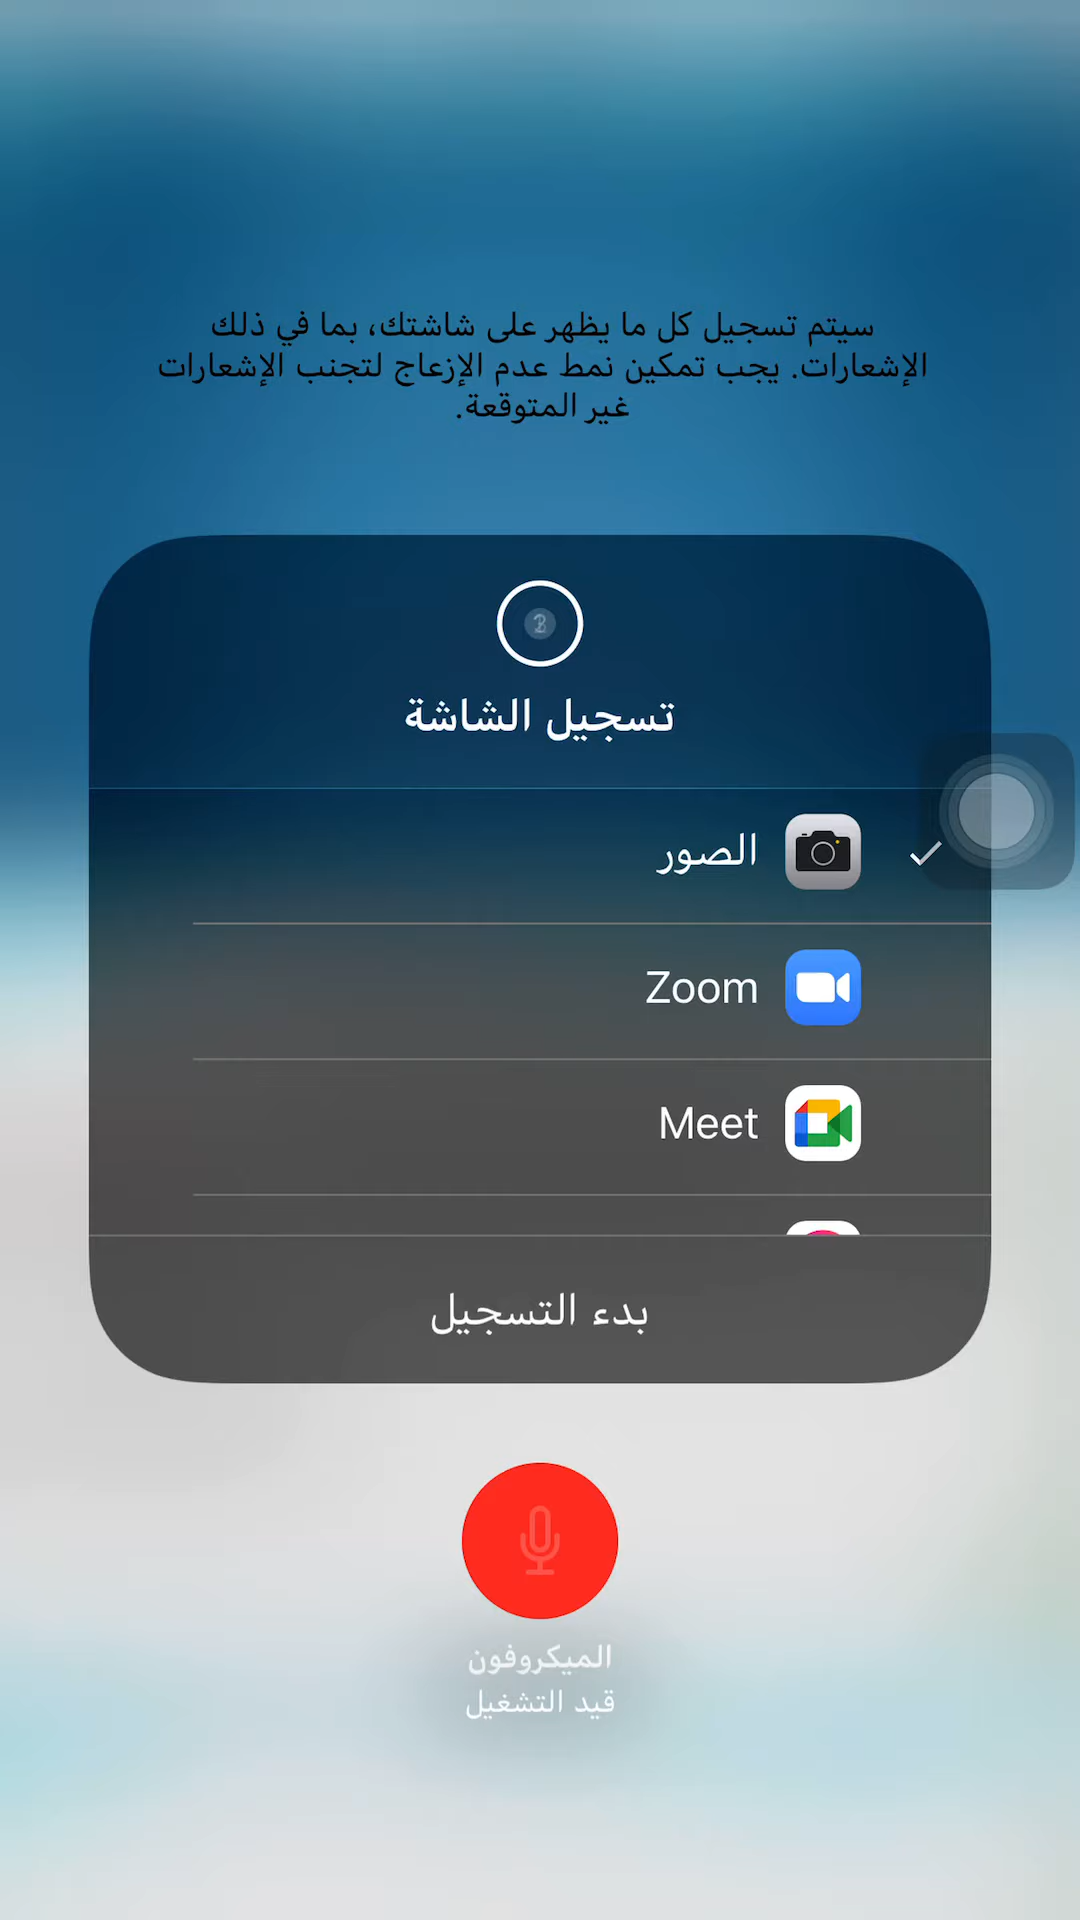 سيتم تسجيل كل ما يظهر على شاشتك، بما في ذلك
الإشعارات. يجب تمكين نمط عدم الإزعاج لتجنب الإشعارات
غير المتوقعة.
تسجيل الشاشة
الصور
Zoom
Meet
بدء التسجيل
الميكروفون
قيد التشغيل